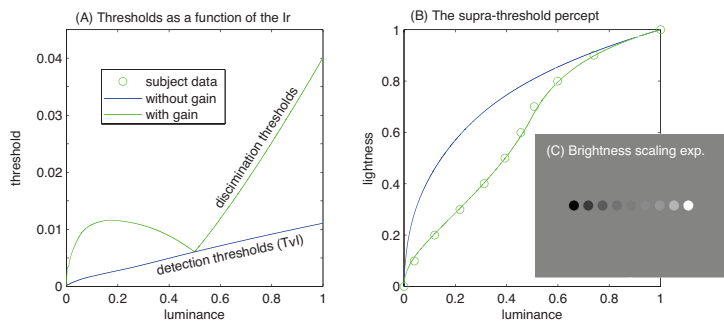 (A) Thresholds as a function of the Ir
0.04
0.03
0.02
0.01
0
threshold
subject data
without gain
with gain
discimination thresholds
detection thresholds (TvI)
0 0.2 0.4 0.6 0.8 1
luminance
(B) The supra-threshold percept
1
0.8
0.6
0.4
0.2
0
lightness
(C) Brightness scaling exp.
0 0.2 0.4 0.6 0.8 1
luminance